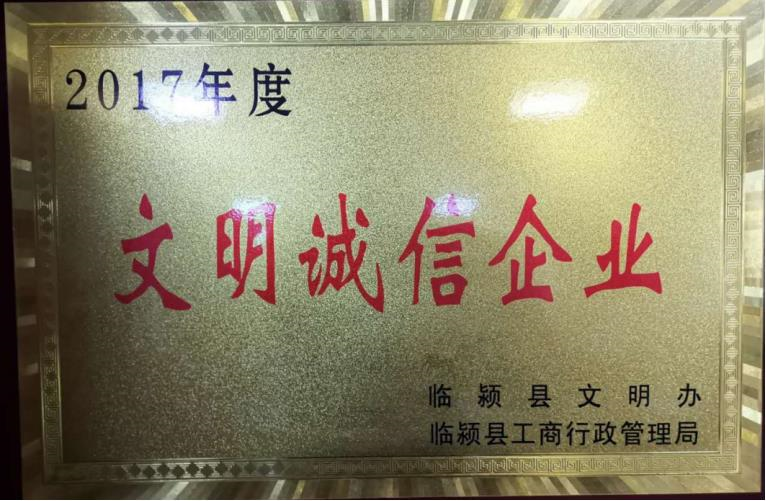 2017年度
文明诚信企业
临颍县文明办
临颍县工商行政管理局